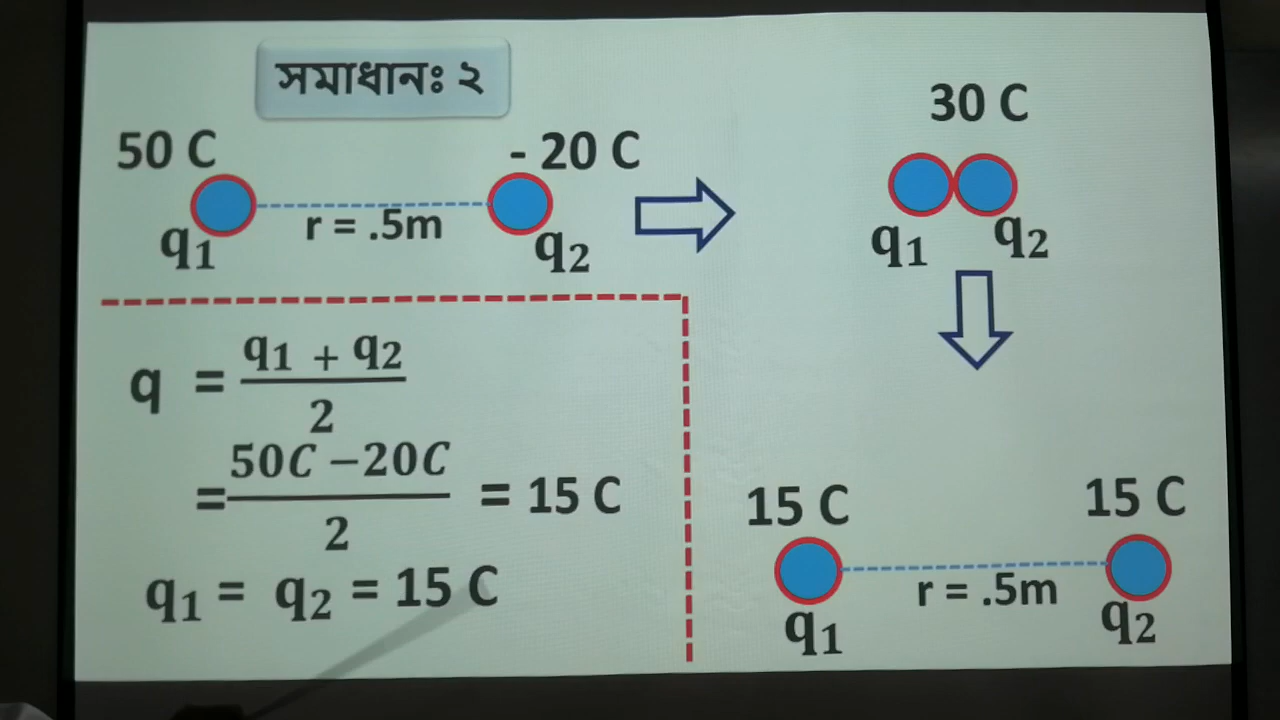 সমাধানঃ ২
50 C
- 20 C
r = .5m
q₁
q₂
30 C
q₁
q₂
q = q₁ + q₂ / 2
= 50C −20C / 2 = 15 C
q₁ = q₂ = 15 C
15 C
15 C
r = .5m
q₁
q₂